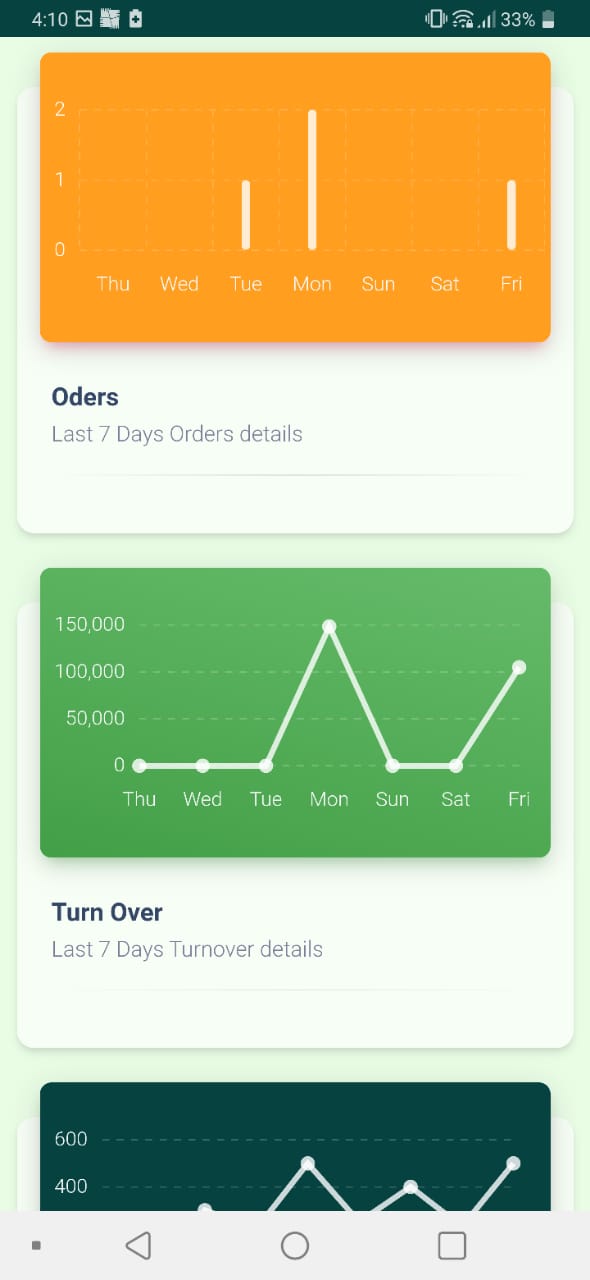 4:10 33%
2
1
0
Thu Wed Tue Mon Sun Sat Fri
Oders
Last 7 Days Orders details
150,000
100,000
50,000
0
Thu Wed Tue Mon Sun Sat Fri
Turn Over
Last 7 Days Turnover details
600
400